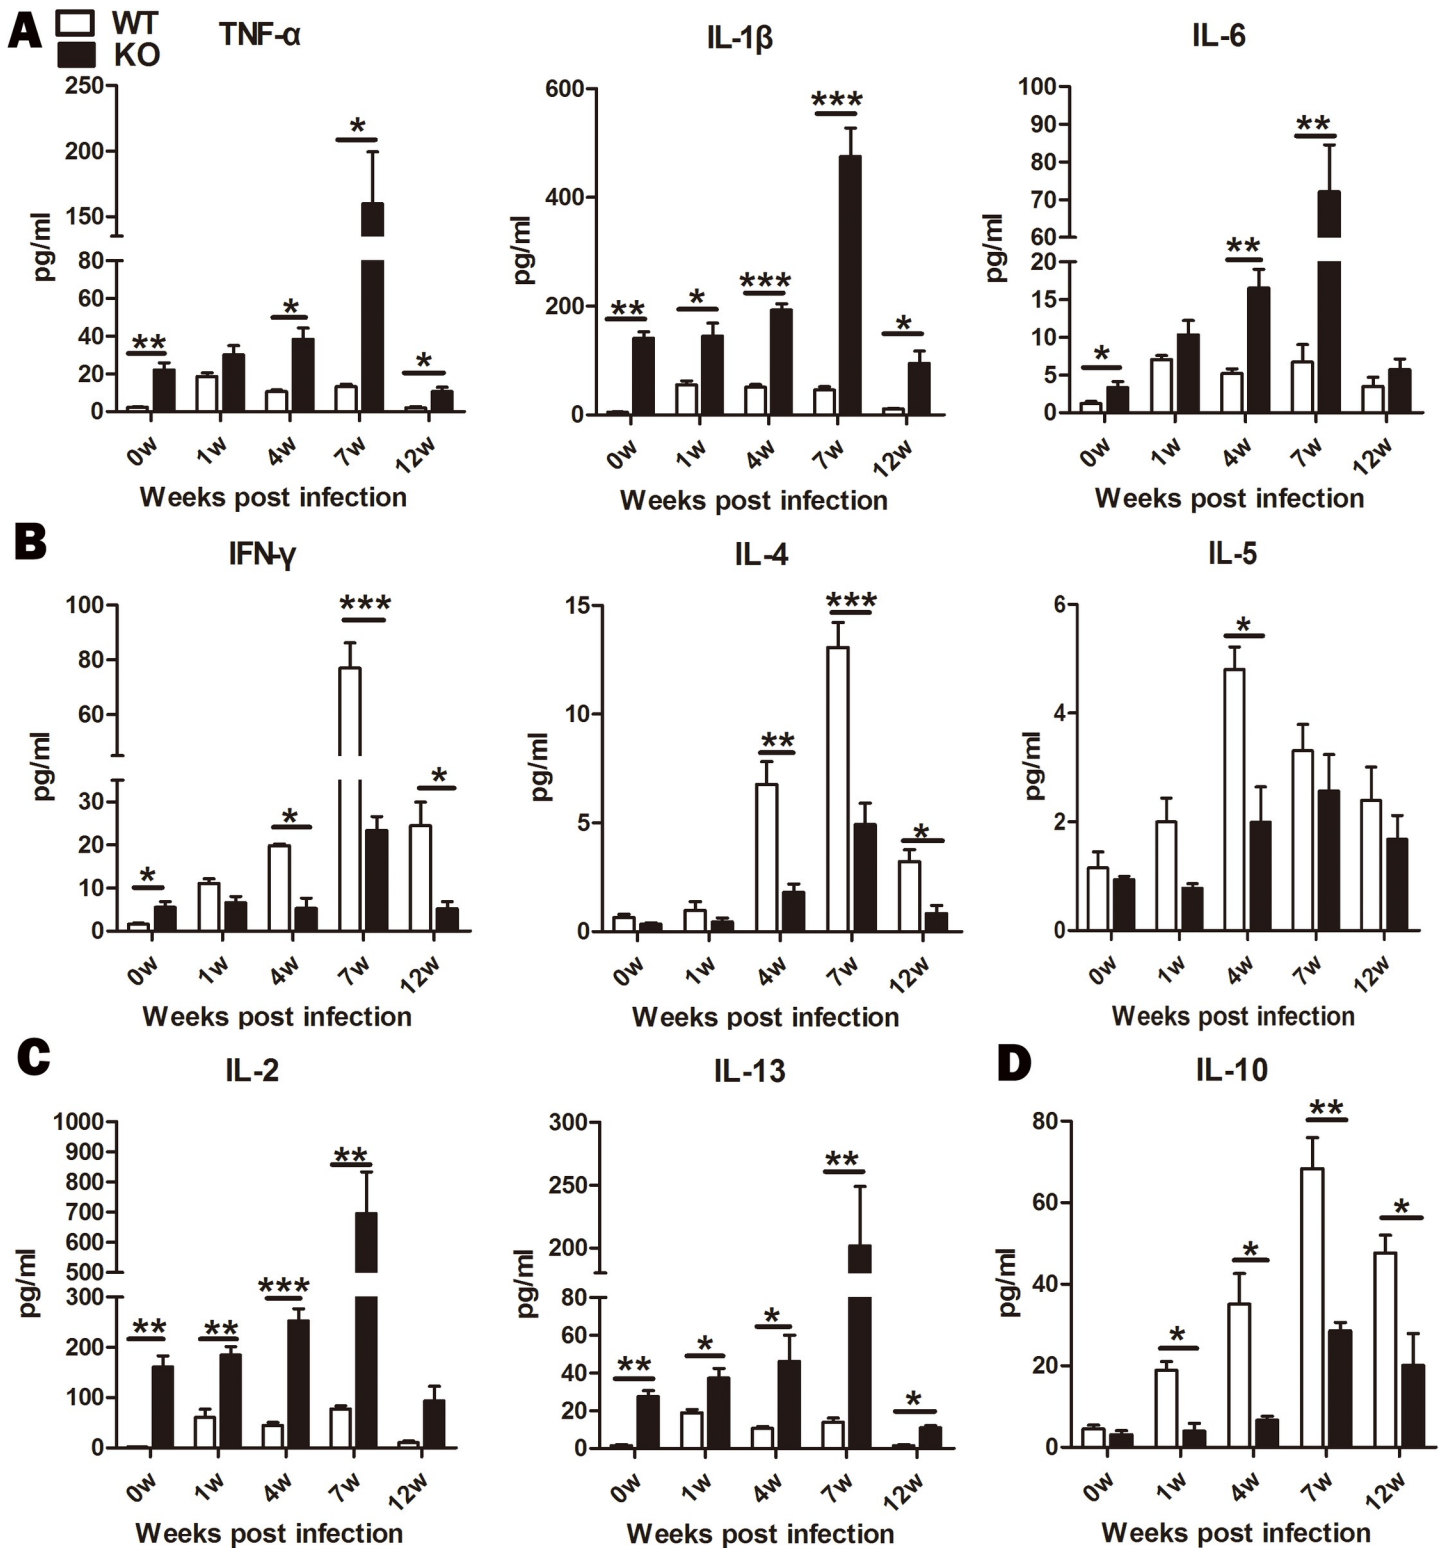 A
WT
KO
TNF-α
IL-1β
IL-6
250
200
150
80
60
40
20
0
pg/ml
** * * *
0w 1w 4w 7w 12w
Weeks post infection
600
400
200
0
pg/ml
** * *** *** *
0w 1w 4w 7w 12w
Weeks post infection
100
90
80
70
60
20
15
10
5
0
pg/ml
* ** **
0w 1w 4w 7w 12w
Weeks post infection
B
IFN-γ
IL-4
IL-5
100
80
60
30
20
10
0
pg/ml
* * *** *
0w 1w 4w 7w 12w
Weeks post infection
15
10
5
0
pg/ml
** *** *
0w 1w 4w 7w 12w
Weeks post infection
6
4
2
0
pg/ml
*
0w 1w 4w 7w 12w
Weeks post infection
C
IL-2
IL-13
1000
900
800
700
600
500
300
200
100
0
pg/ml
** ** *** **
0w 1w 4w 7w 12w
Weeks post infection
300
250
200
80
60
40
20
0
pg/ml
** * * ** *
0w 1w 4w 7w 12w
Weeks post infection
D
IL-10
80
60
40
20
0
pg/ml
* * ** *
0w 1w 4w 7w 12w
Weeks post infection